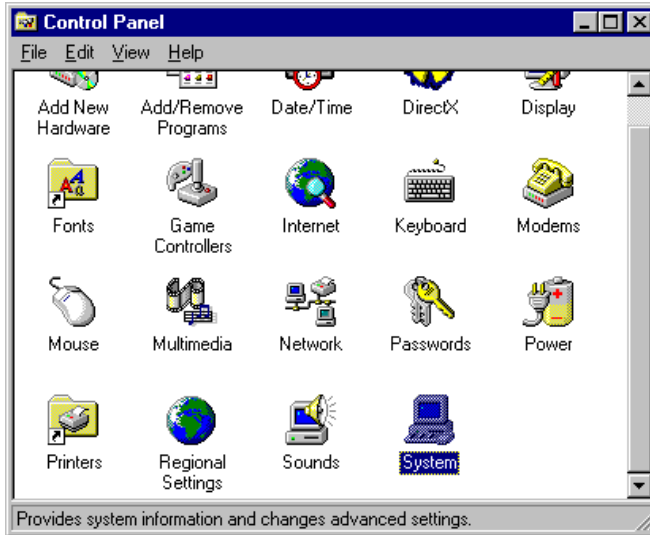 Control Panel
File Edit View Help
Add New Hardware
Add/Remove Programs
Date/Time
DirectX
Display
Fonts
Game Controllers
Internet
Keyboard
Modems
Mouse
Multimedia
Network
Passwords
Power
Printers
Regional Settings
Sounds
System
Provides system information and changes advanced settings.